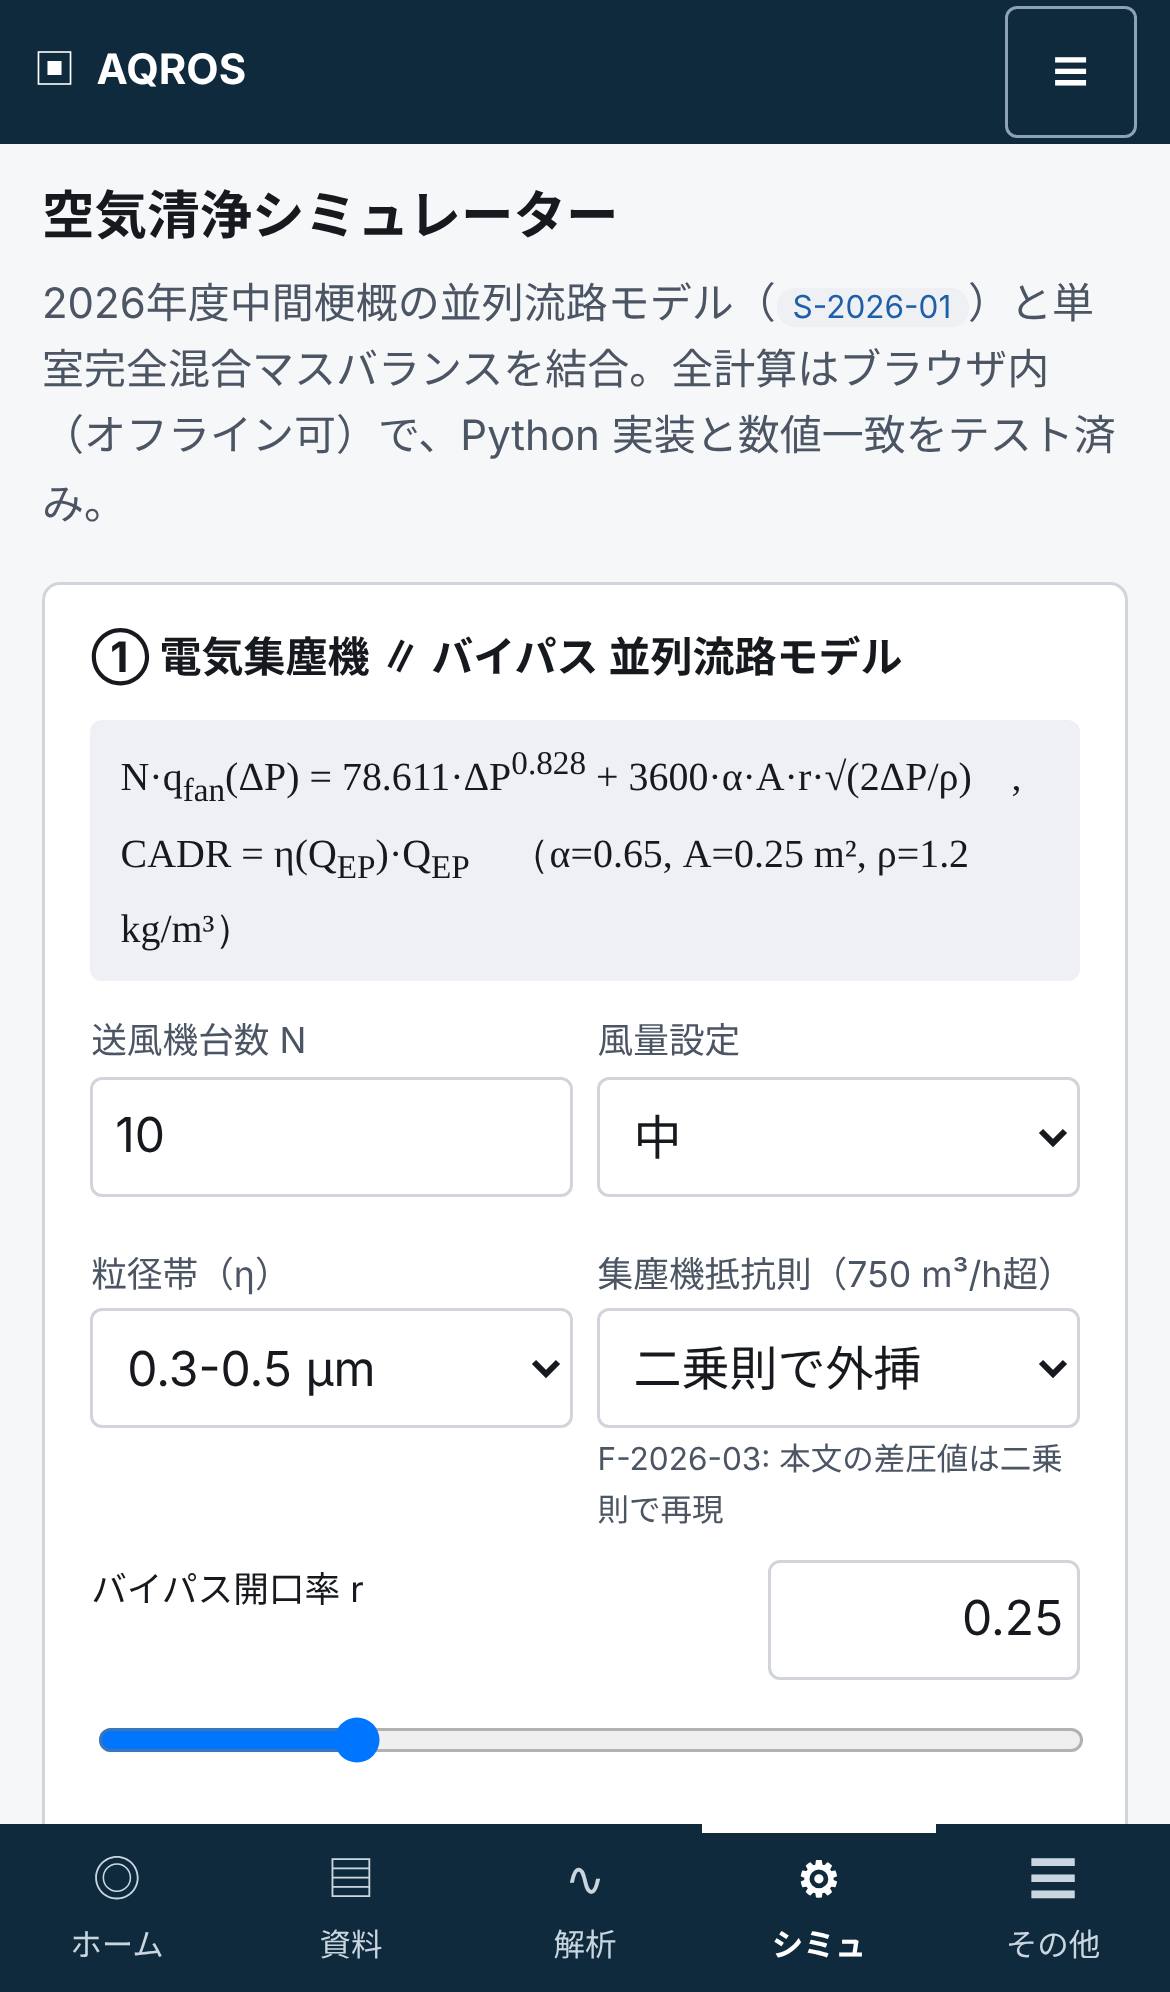 AQROS
☰
空気清浄シミュレーター
2026年度中間梗概の並列流路モデル（S-2026-01）と単
室完全混合マスバランスを結合。全計算はブラウザ内
（オフライン可）で、Python 実装と数値一致をテスト済
み。
① 電気集塵機 ∥ バイパス 並列流路モデル
N·q_fan(ΔP) = 78.611·ΔP^0.828 + 3600·α·A·r·√(2ΔP/ρ)　,
CADR = η(Q_EP)·Q_EP　（α=0.65, A=0.25 m², ρ=1.2
kg/m³）
送風機台数 N
風量設定
10
中
粒径帯（η）
集塵機抵抗則（750 m³/h超）
0.3-0.5 µm
二乗則で外挿
F-2026-03: 本文の差圧値は二乗
則で再現
バイパス開口率 r
0.25
ホーム
資料
解析
シミュ
その他